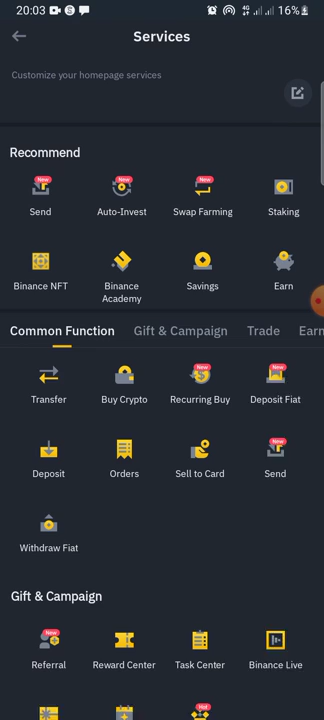 20:03 4G 16%
Services
Customize your homepage services
Recommend
New New New
Send Auto-Invest Swap Farming Staking
Binance NFT Binance Academy Savings Earn
Common Function Gift & Campaign Trade Earn
New New
Transfer Buy Crypto Recurring Buy Deposit Fiat
New
Deposit Orders Sell to Card Send
Withdraw Fiat
Gift & Campaign
New
Referral Reward Center Task Center Binance Live
Hot